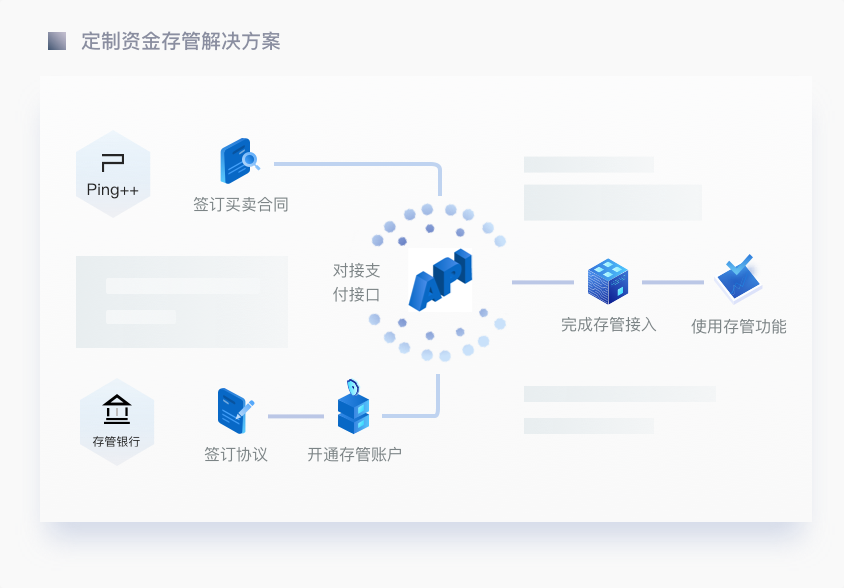 定制资金存管解决方案
Ping++
签订买卖合同
对接支
付接口
API
完成存管接入
使用存管功能
存管银行
签订协议
开通存管账户